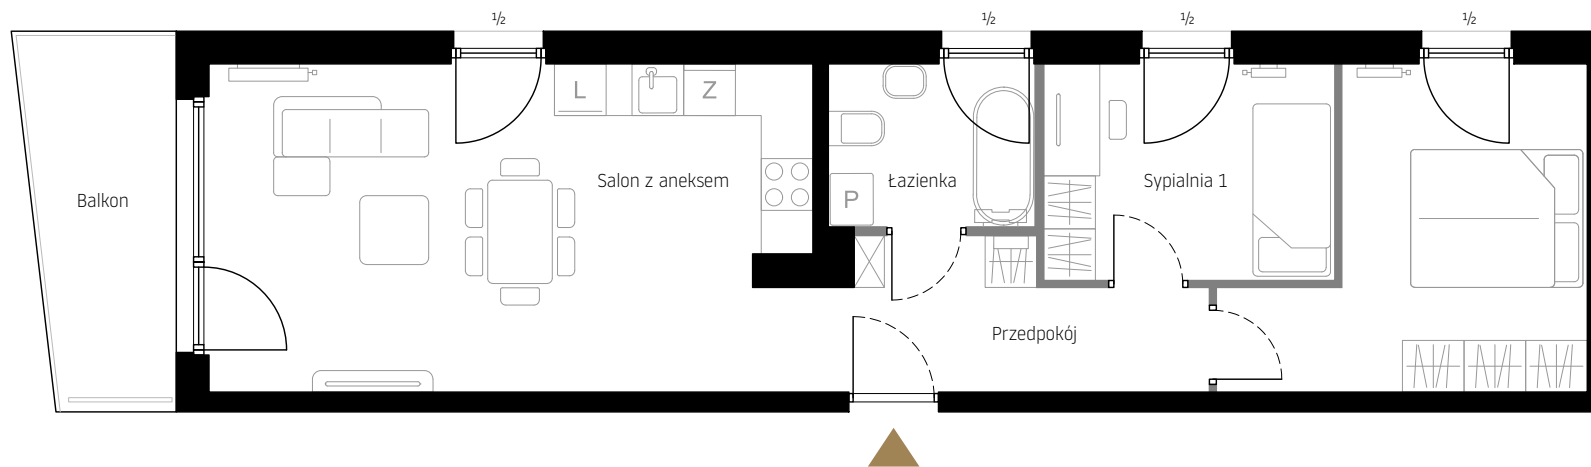 ½ ½ ½ ½
L Z
Balkon
Salon z aneksem
Łazienka
P
Sypialnia 1
Przedpokój